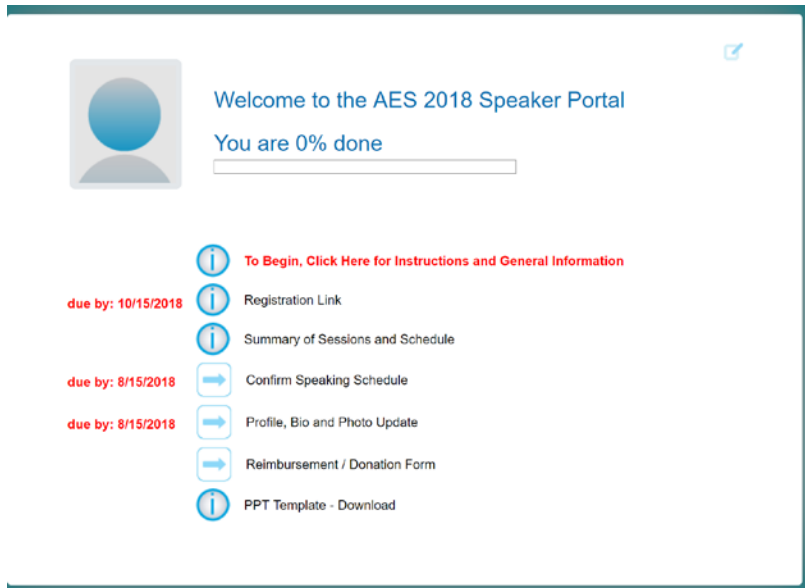 Welcome to the AES 2018 Speaker Portal
You are 0% done
To Begin, Click Here for Instructions and General Information
due by: 10/15/2018 Registration Link
Summary of Sessions and Schedule
due by: 8/15/2018 Confirm Speaking Schedule
due by: 8/15/2018 Profile, Bio and Photo Update
Reimbursement / Donation Form
PPT Template - Download